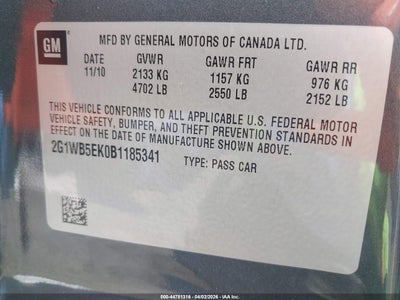 GM
MFD BY GENERAL MOTORS OF CANADA LTD.
DATE GVWR GAWR FRT GAWR RR
11/10 2133 KG 1157 KG 976 KG
4702 LB 2550 LB 2152 LB
THIS VEHICLE CONFORMS TO ALL APPLICABLE U.S. FEDERAL MOTOR
VEHICLE SAFETY, BUMPER, AND THEFT PREVENTION STANDARDS IN
EFFECT ON THE DATE OF MANUFACTURE SHOWN ABOVE.
2G1WB5EK0B1185341 TYPE: PASS CAR
000-44781316 - 04/02/2026 - IAA Inc.